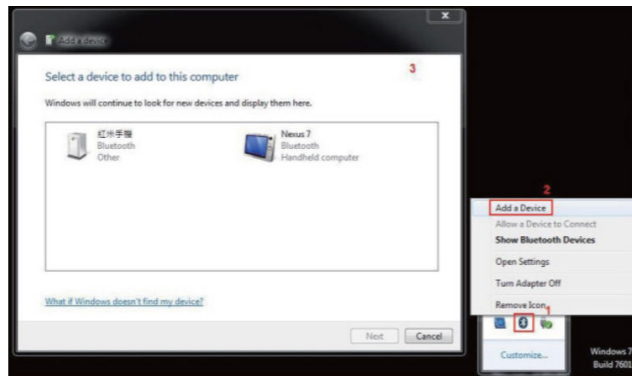 Add a device
3
Select a device to add to this computer
Windows will continue to look for new devices and display them here.
紅米手機
Bluetooth
Other
Nexus 7
Bluetooth
Handheld computer
What if Windows doesn't find my device?
Next
Cancel
2
Add a Device
Allow a Device to Connect
Show Bluetooth Devices
Open Settings
Turn Adapter Off
Remove Icon
1
Customize...
Windows 7
Build 7601